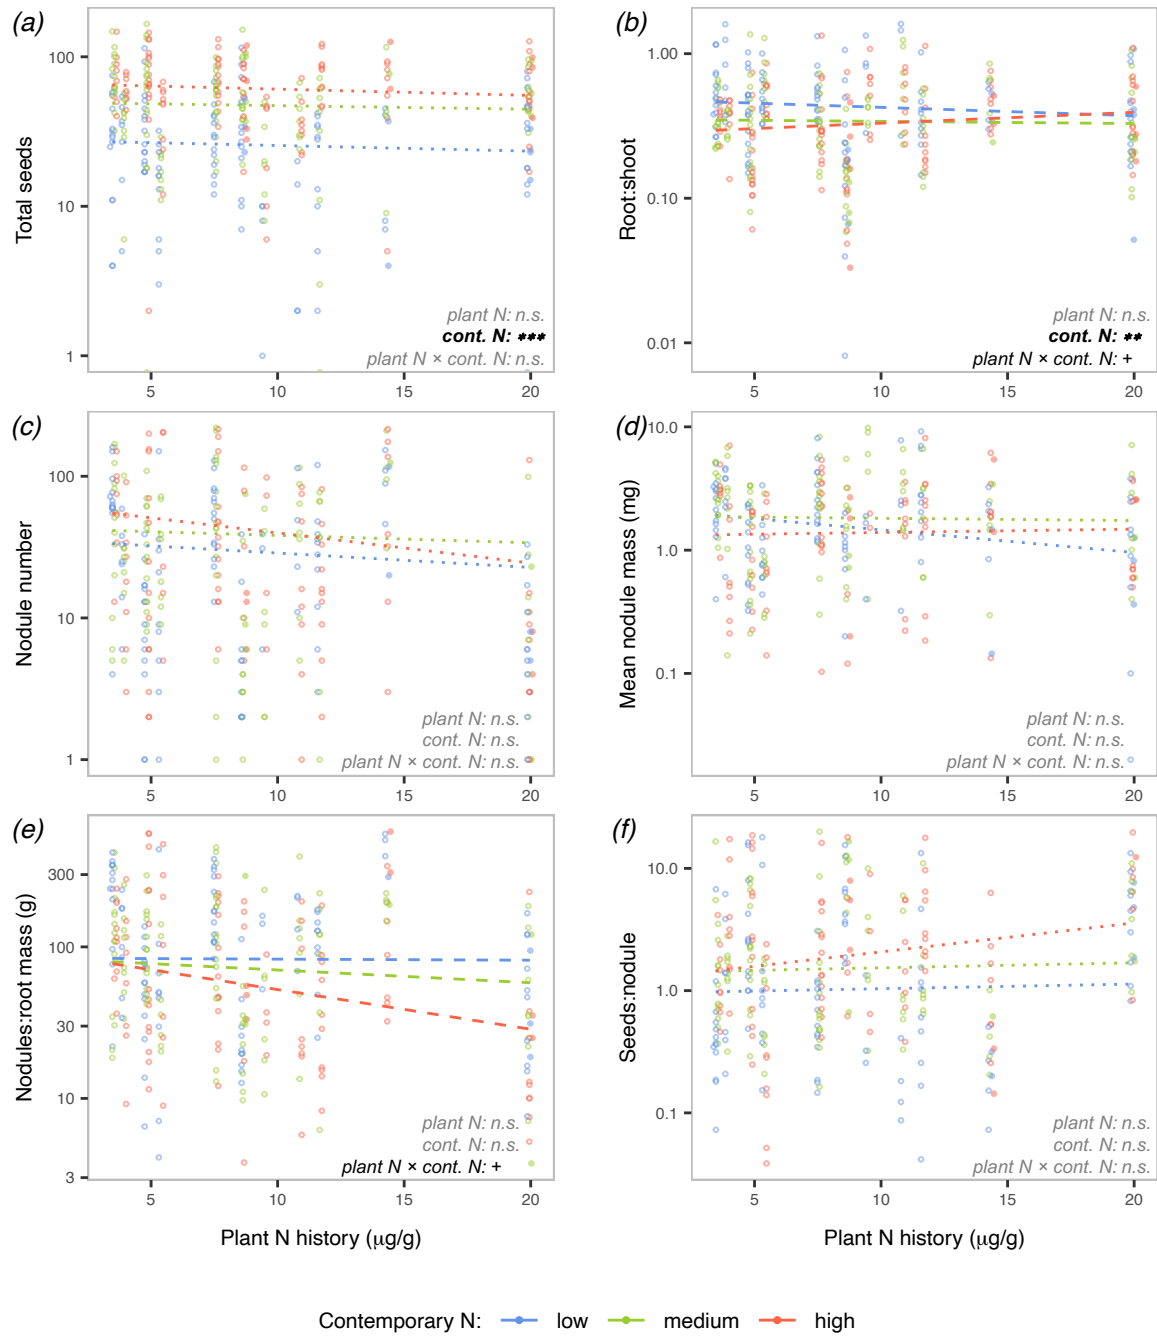 (a)
Total seeds
100
10
1
5
10
15
20
plant N: n.s.
cont. N: ***
plant N × cont. N: n.s.
(b)
Root:shoot
1.00
0.10
0.01
5
10
15
20
plant N: n.s.
cont. N: **
plant N × cont. N: +
(c)
Nodule number
100
10
1
5
10
15
20
plant N: n.s.
cont. N: n.s.
plant N × cont. N: n.s.
(d)
Mean nodule mass (mg)
10.0
1.0
0.1
5
10
15
20
plant N: n.s.
cont. N: n.s.
plant N × cont. N: n.s.
(e)
Nodules:root mass (g)
300
100
30
10
3
5
10
15
20
plant N: n.s.
cont. N: n.s.
plant N × cont. N: +
Plant N history (μg/g)
(f)
Seeds:nodule
10.0
1.0
0.1
5
10
15
20
plant N: n.s.
cont. N: n.s.
plant N × cont. N: n.s.
Plant N history (μg/g)
Contemporary N: low medium high